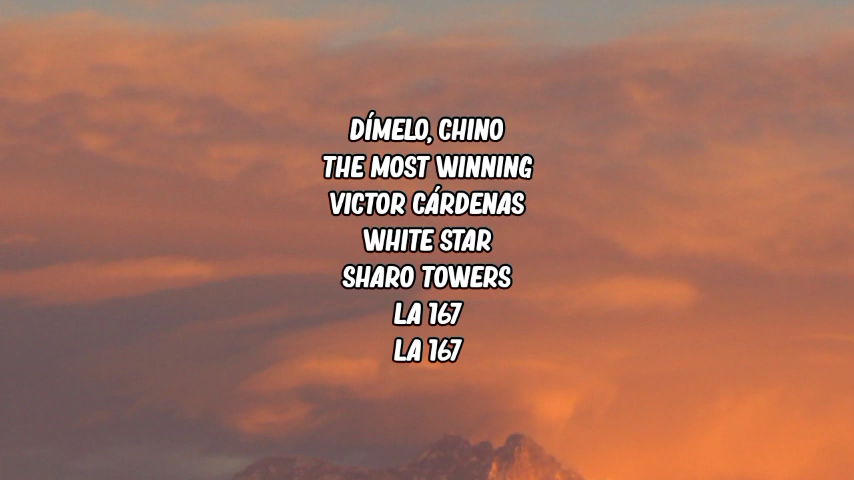 DÍMELO, CHINO
THE MOST WINNING
VICTOR CÁRDENAS
WHITE STAR
SHARO TOWERS
LA 167
LA 167